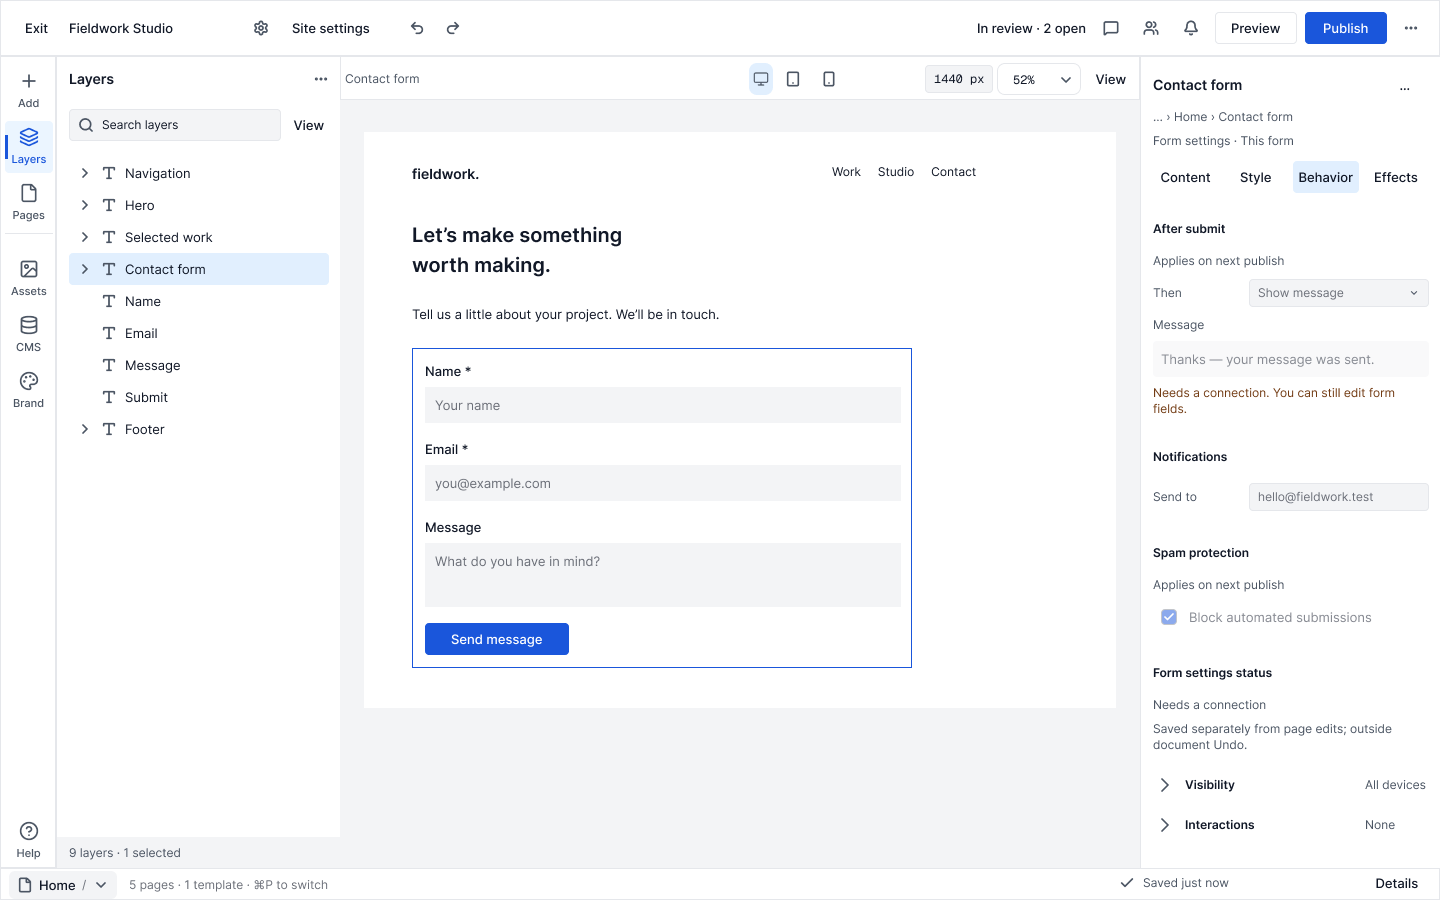 Exit
Fieldwork Studio
Site settings
In review · 2 open
Preview
Publish
Add
Layers
Pages
Assets
CMS
Brand
Help
Layers
Search layers
View
Navigation
Hero
Selected work
Contact form
Name
Email
Message
Submit
Footer
9 layers · 1 selected
Contact form
1440 px
52%
View
fieldwork.
Work
Studio
Contact
Let’s make something
worth making.
Tell us a little about your project. We’ll be in touch.
Name *
Your name
Email *
you@example.com
Message
What do you have in mind?
Send message
Contact form
... › Home › Contact form
Form settings · This form
Content
Style
Behavior
Effects
After submit
Applies on next publish
Then
Show message
Message
Thanks — your message was sent.
Needs a connection. You can still edit form
fields.
Notifications
Send to
hello@fieldwork.test
Spam protection
Applies on next publish
Block automated submissions
Form settings status
Needs a connection
Saved separately from page edits; outside
document Undo.
Visibility
All devices
Interactions
None
Home /
5 pages · 1 template · ⌘P to switch
Saved just now
Details